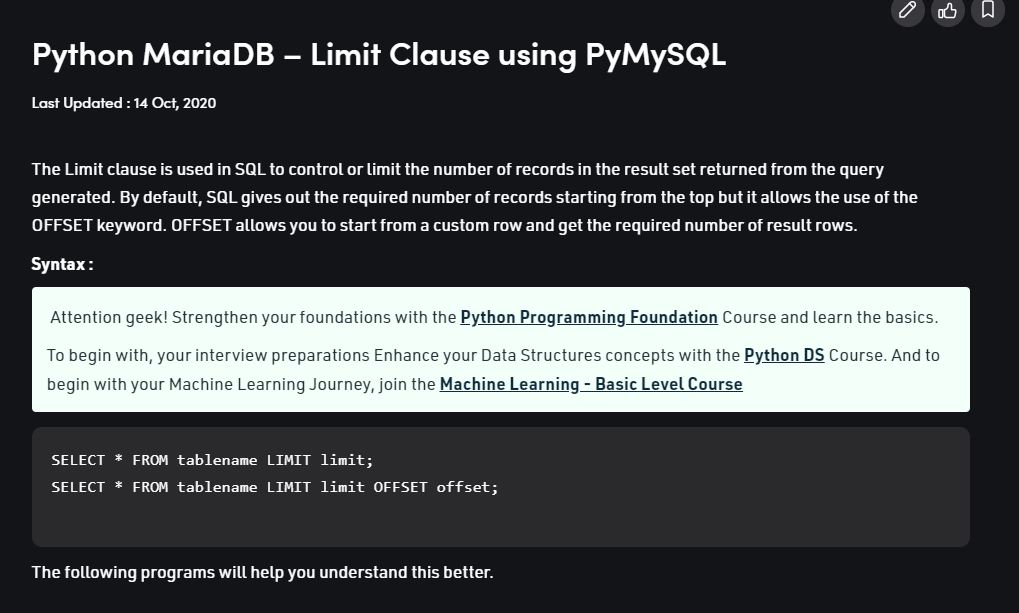 Python MariaDB – Limit Clause using PyMySQL
Last Updated : 14 Oct, 2020
The Limit clause is used in SQL to control or limit the number of records in the result set returned from the query
generated. By default, SQL gives out the required number of records starting from the top but it allows the use of the
OFFSET keyword. OFFSET allows you to start from a custom row and get the required number of result rows.
Syntax :
Attention geek! Strengthen your foundations with the Python Programming Foundation Course and learn the basics.
To begin with, your interview preparations Enhance your Data Structures concepts with the Python DS Course. And to
begin with your Machine Learning Journey, join the Machine Learning - Basic Level Course
SELECT * FROM tablename LIMIT limit;
SELECT * FROM tablename LIMIT limit OFFSET offset;
The following programs will help you understand this better.